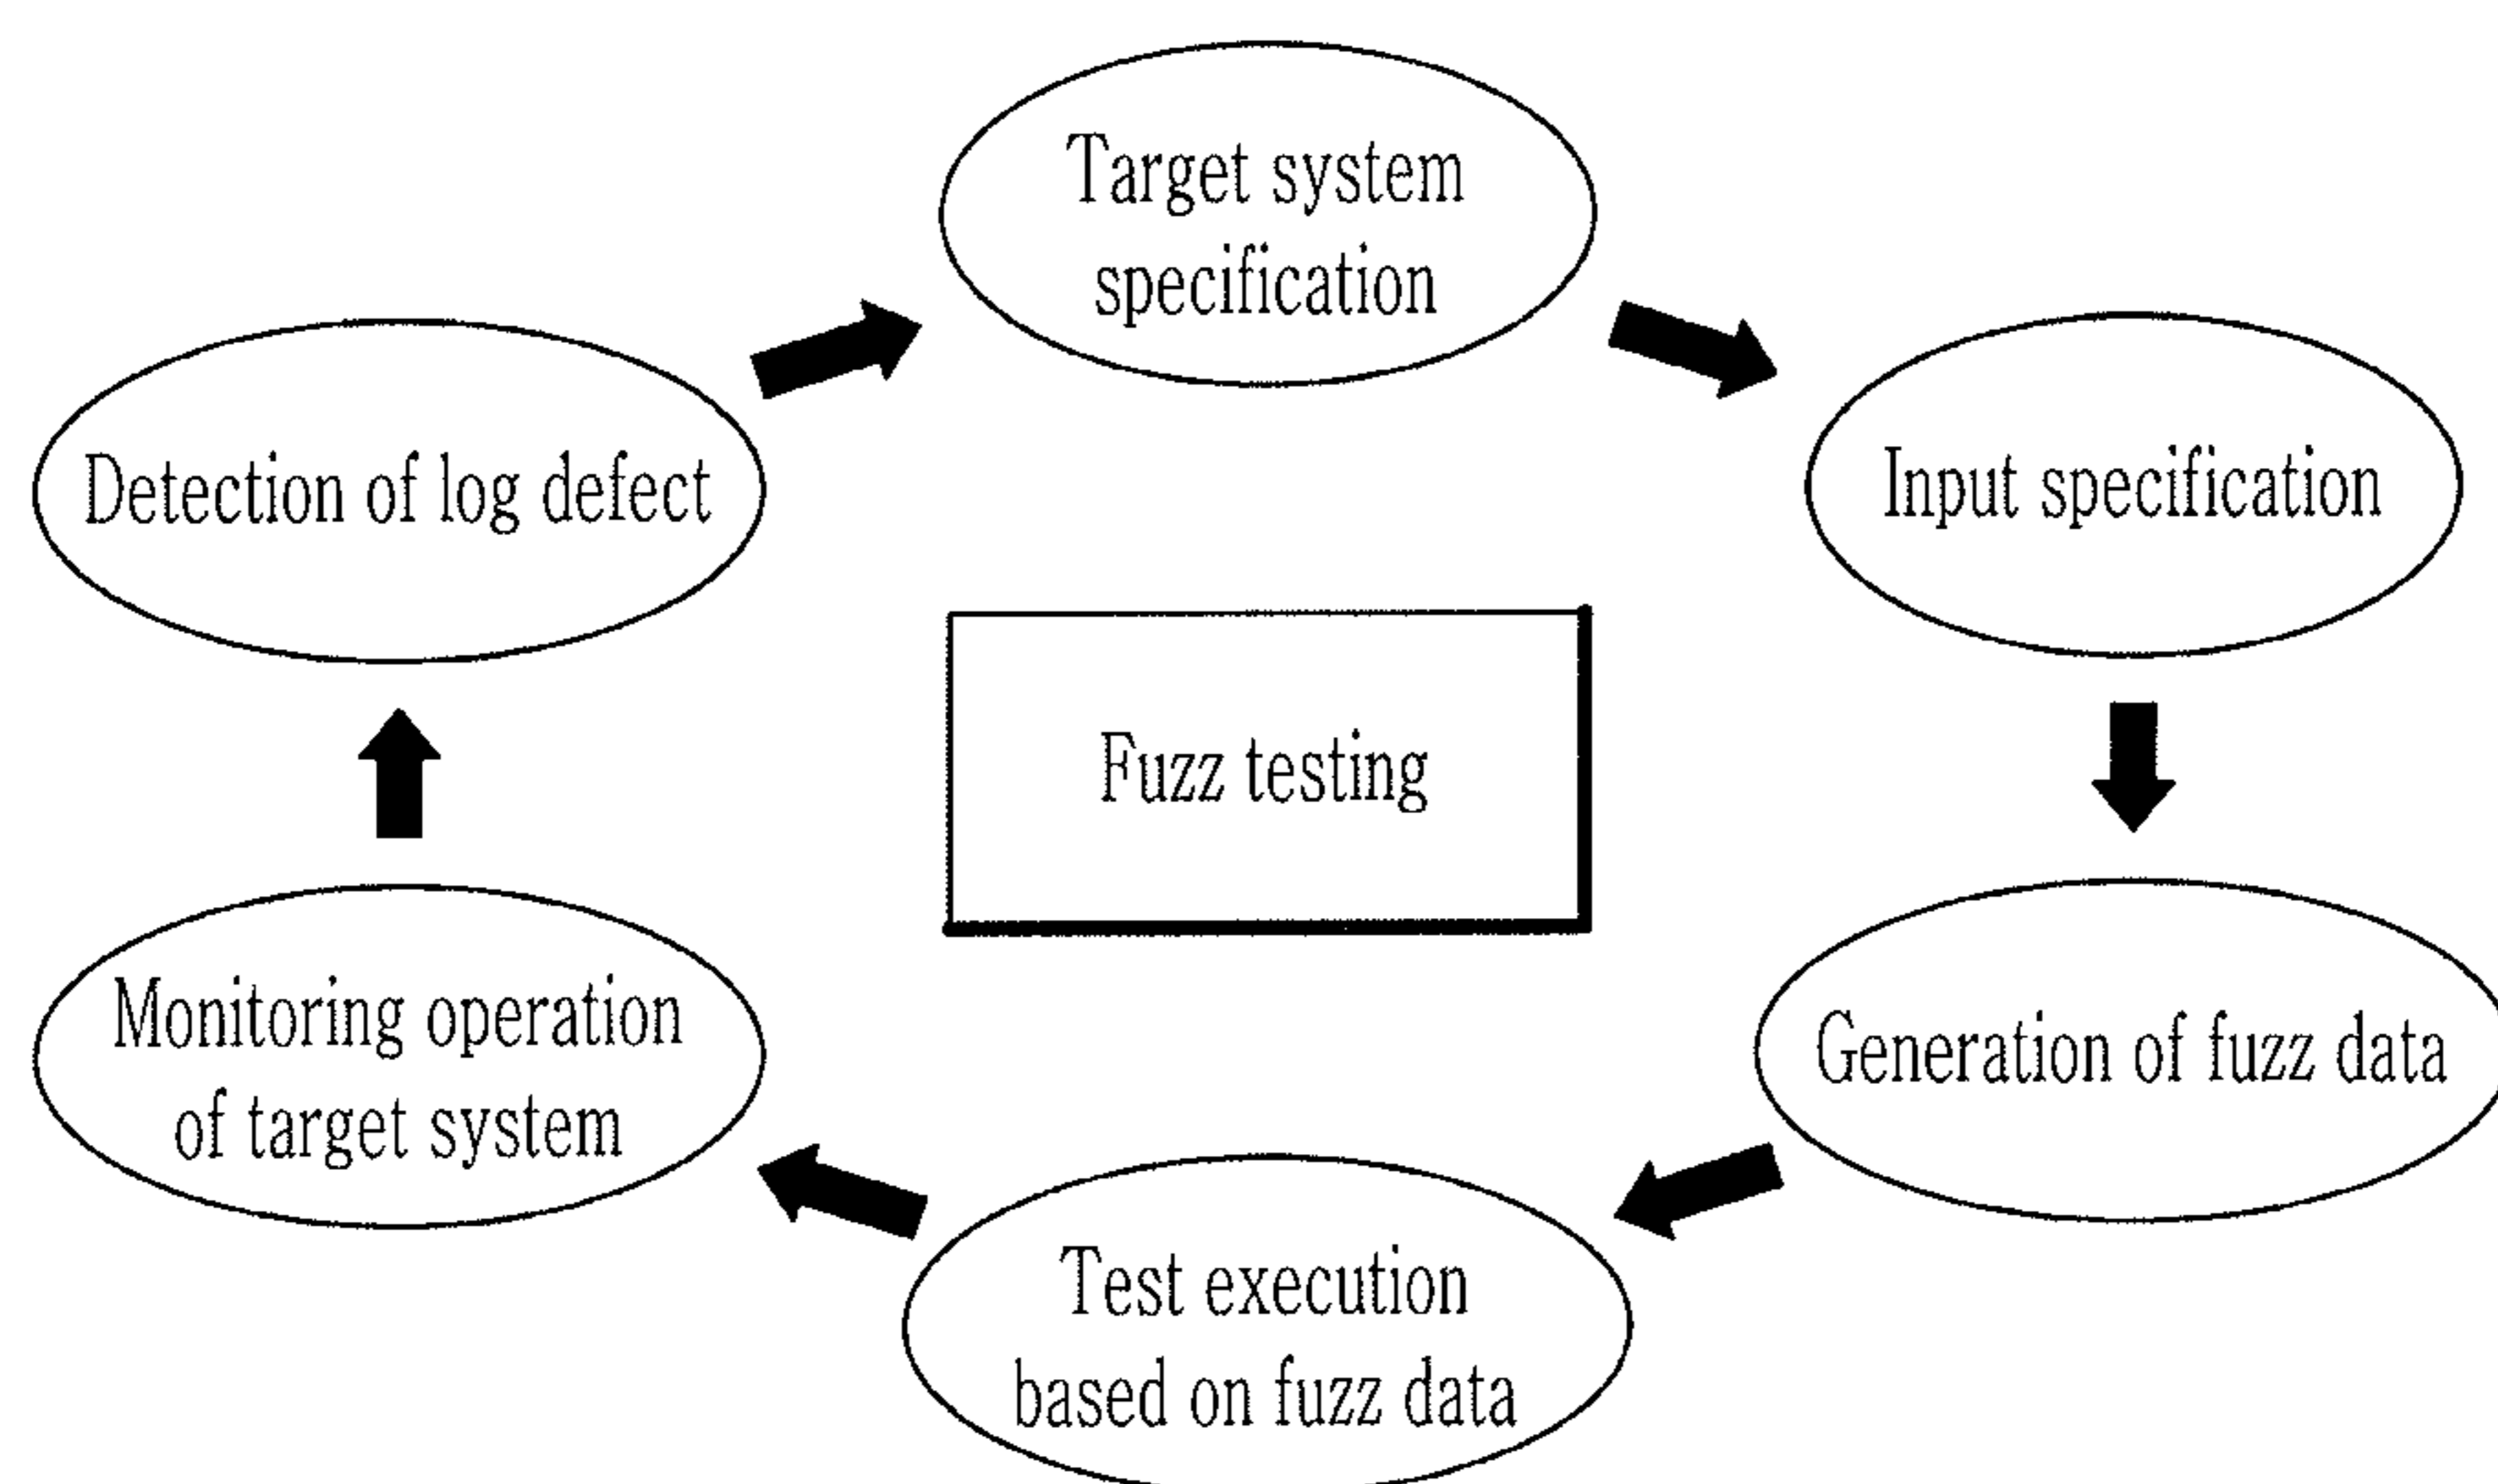 Target system
specification
Detection of log defect
Input specification
Fuzz testing
Monitoring operation
of target system
Generation of fuzz data
Test execution
based on fuzz data